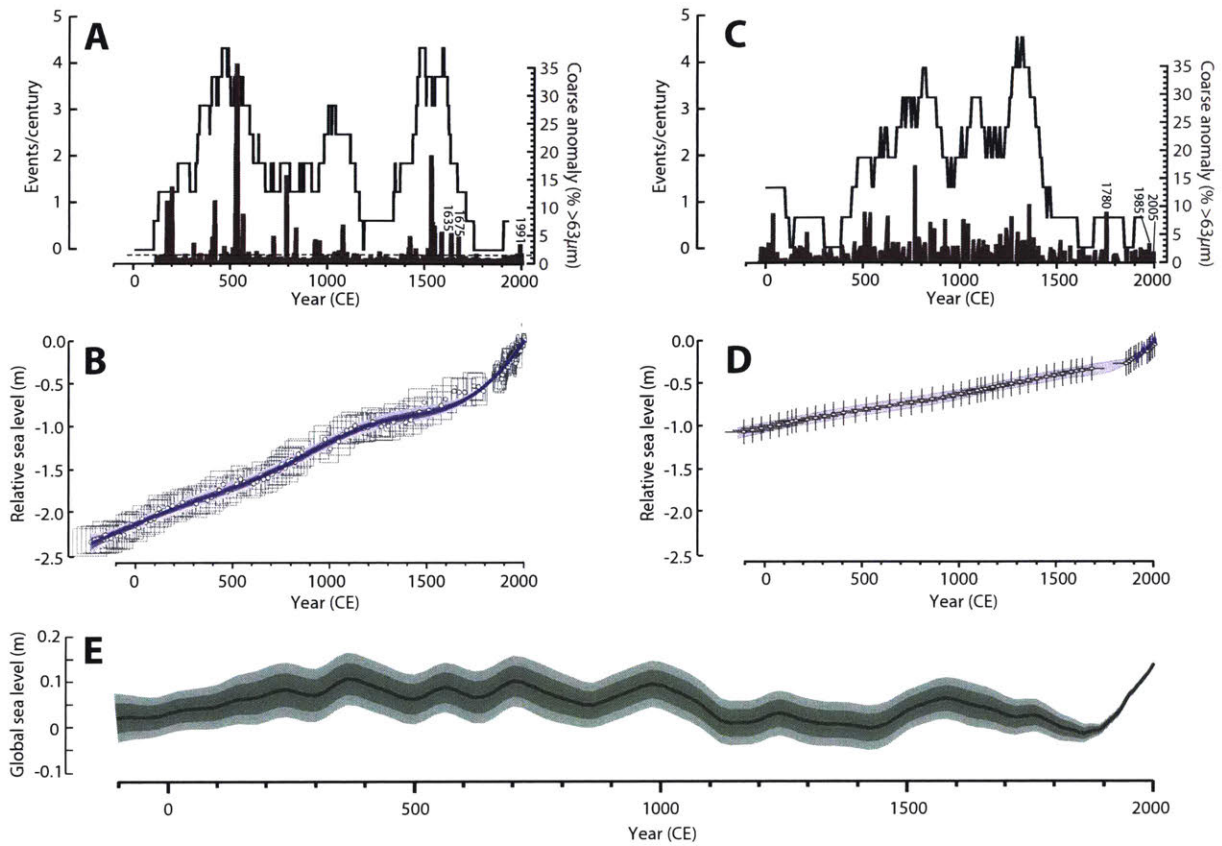 A
5
4
3
2
1
0
Events/century
35
30
25
20
15
10
5
0
Coarse anomaly (% >63μm)
1635
1675
1991
0 500 1000 1500 2000
Year (CE)
C
5
4
3
2
1
0
Events/century
35
30
25
20
15
10
5
0
Coarse anomaly (% >63μm)
1780
1985
2005
0 500 1000 1500 2000
Year (CE)
B
0.0
-0.5
-1.0
-1.5
-2.0
-2.5
Relative sea level (m)
0 500 1000 1500 2000
Year (CE)
D
0.0
-0.5
-1.0
-1.5
-2.0
-2.5
Relative sea level (m)
0 500 1000 1500 2000
Year (CE)
E
0.2
0.1
0
-0.1
Global sea level (m)
0 500 1000 1500 2000
Year (CE)